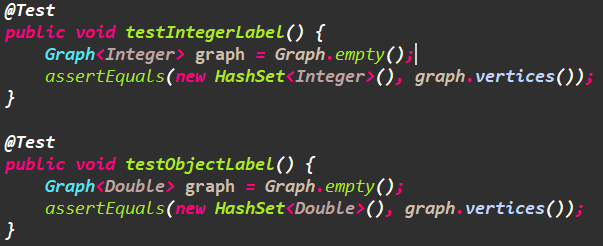 @Test
public void testIntegerLabel() {
    Graph<Integer> graph = Graph.empty();
    assertEquals(new HashSet<Integer>(), graph.vertices());
}

@Test
public void testObjectLabel() {
    Graph<Double> graph = Graph.empty();
    assertEquals(new HashSet<Double>(), graph.vertices());
}